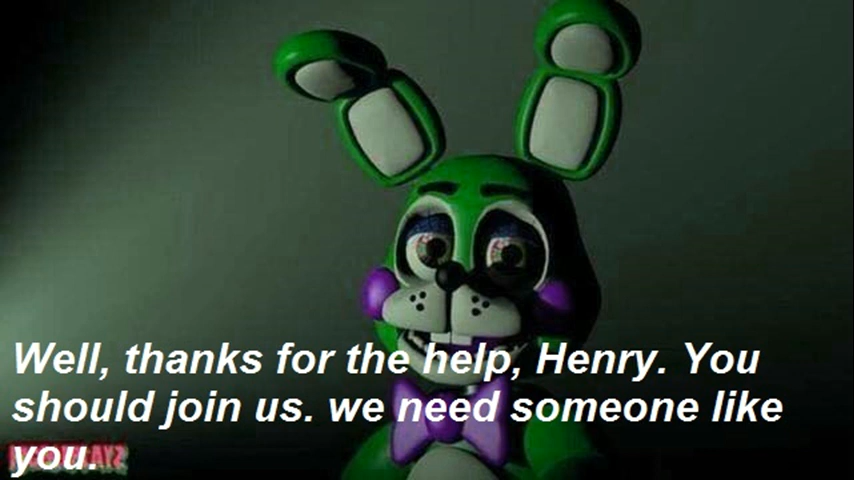 Well, thanks for the help, Henry. You
should join us. we need someone like
you.